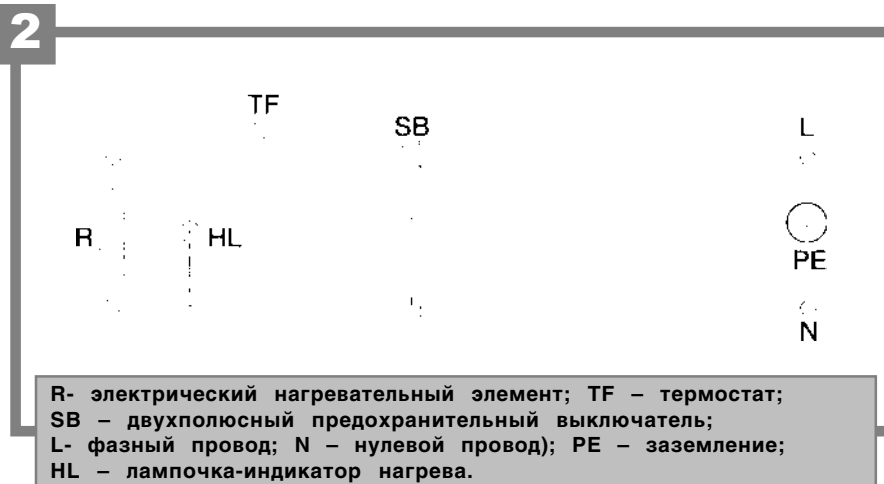 2
TF
SB
L
R
HL
PE
N
R- электрический нагревательный элемент; TF – термостат;
SB – двухполюсный предохранительный выключатель;
L- фазный провод; N – нулевой провод); PE – заземление;
HL – лампочка-индикатор нагрева.